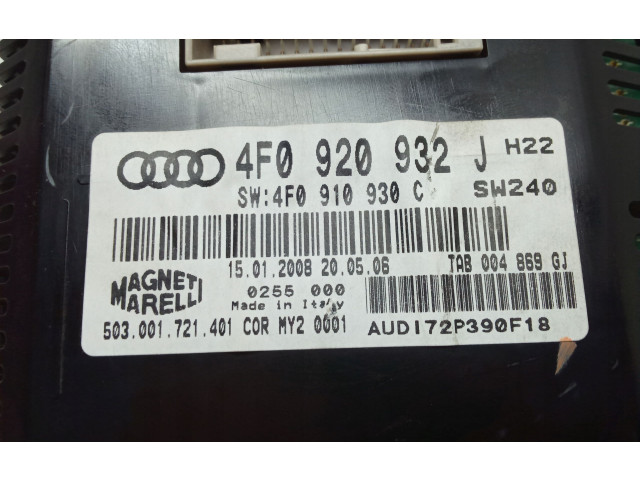 4F0 920 932 J H22
SW:4F0 910 930 C SW240
15.01.2008 20.05.06 TAB 004 869 GJ
MAGNETI MARELLI
0255 000
Made in Italy
503.001.721.401 COR MY2 0001 AUDI72P390F18